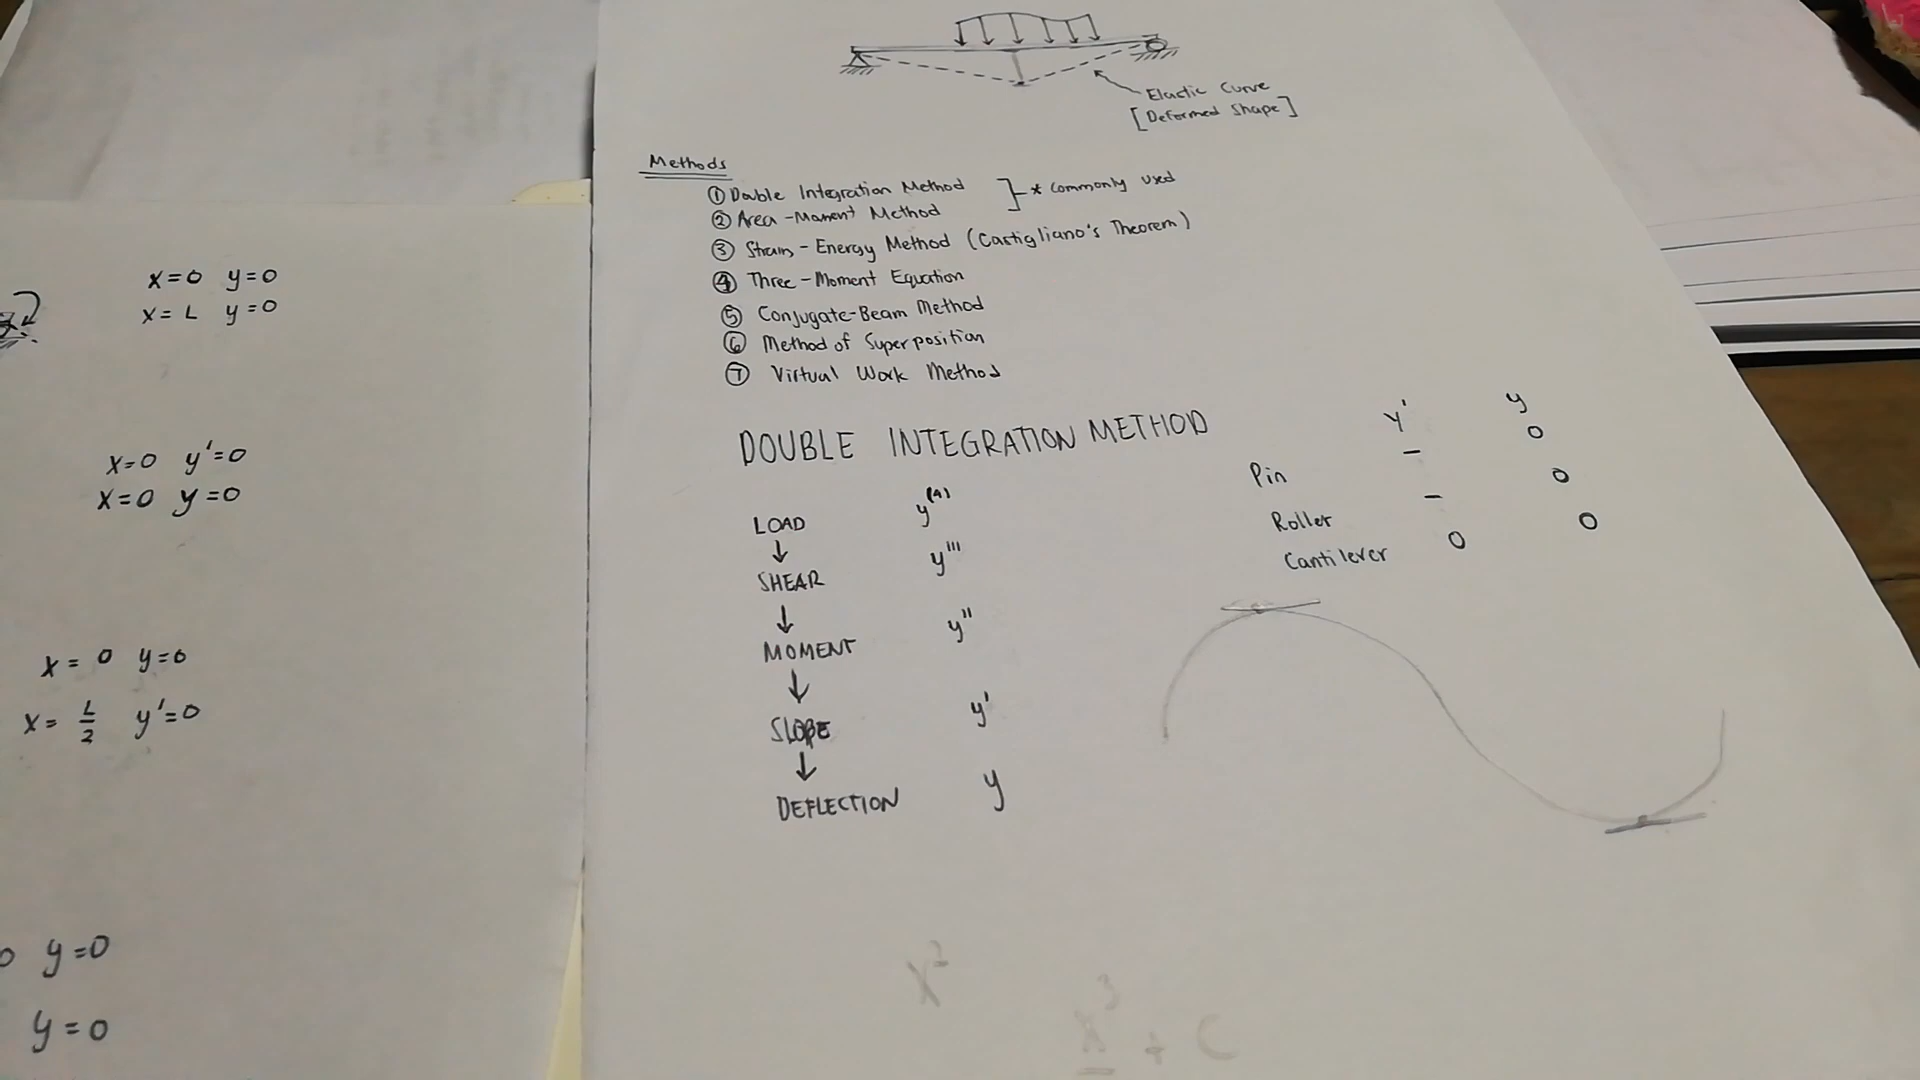 x=0 y=0
x=L y=0
x=0 y'=0
x=0 y=0
x=0 y=0
x=L/2 y'=0
0 y=0
y=0
Elastic Curve
[Deformed Shape]
Methods
① Double Integration Method } * commonly used
② Area-Moment Method
③ Strain-Energy Method (Castigliano's Theorem)
④ Three-Moment Equation
⑤ Conjugate-Beam Method
⑥ Method of Superposition
⑦ Virtual Work Method
DOUBLE INTEGRATION METHOD
LOAD y^(4)
↓
SHEAR y'''
↓
MOMENT y''
↓
SLOPE y'
↓
DEFLECTION y
y' y
Pin - 0
Roller - 0
Cantilever 0 0
x²
x³ + C